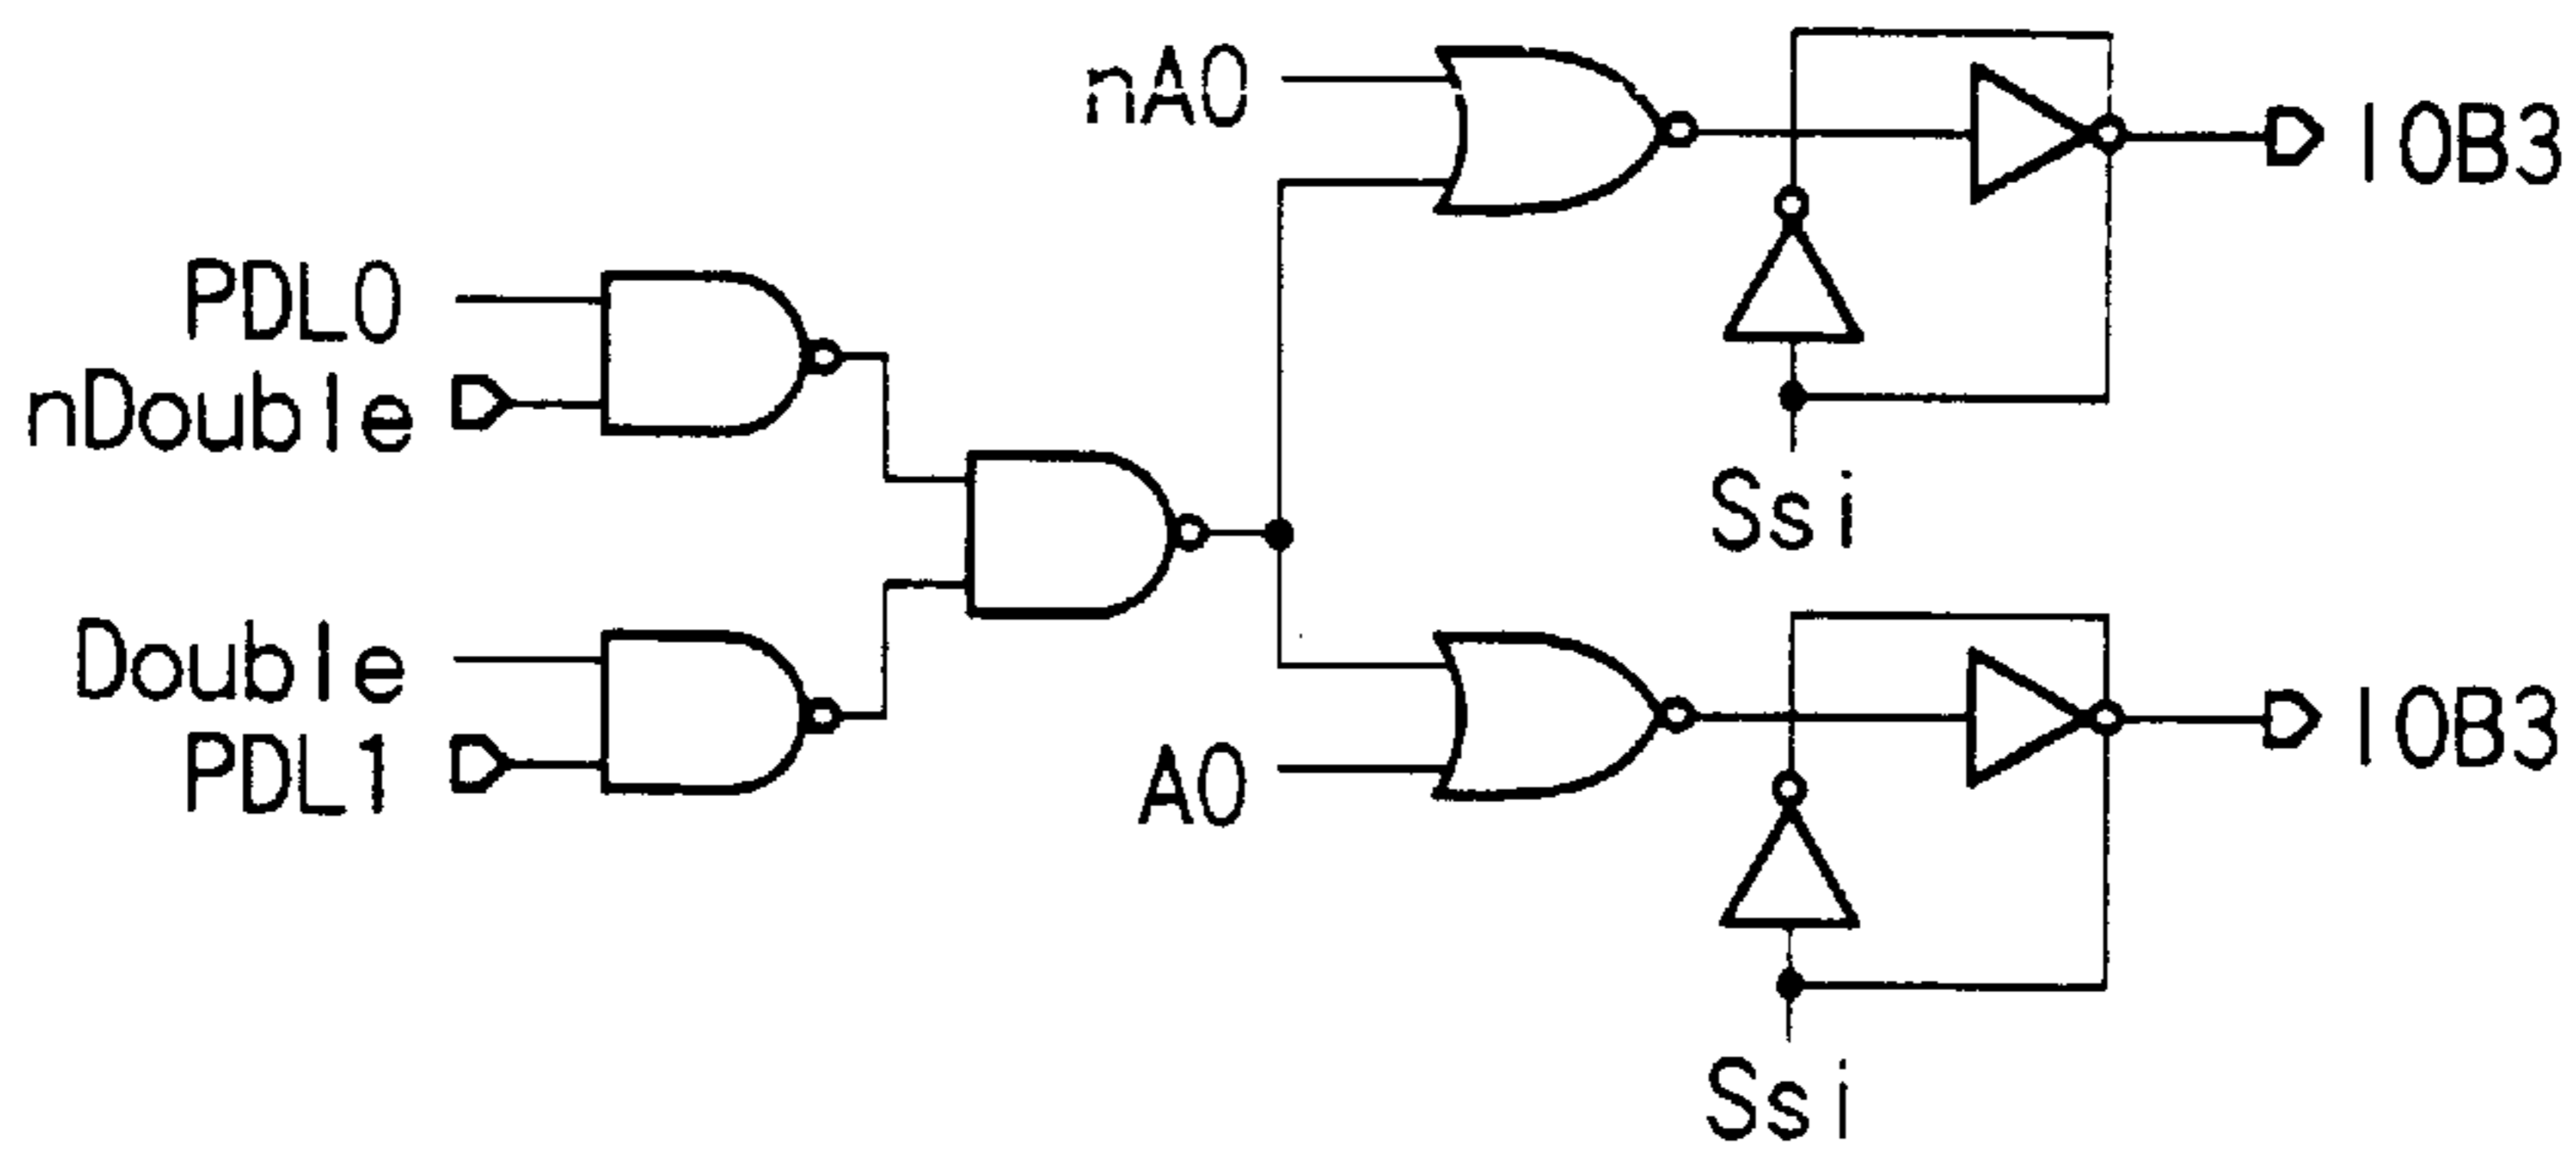 nA0
IOB3
PDL0
nDouble
Ssi
Double
PDL1
A0
IOB3
Ssi